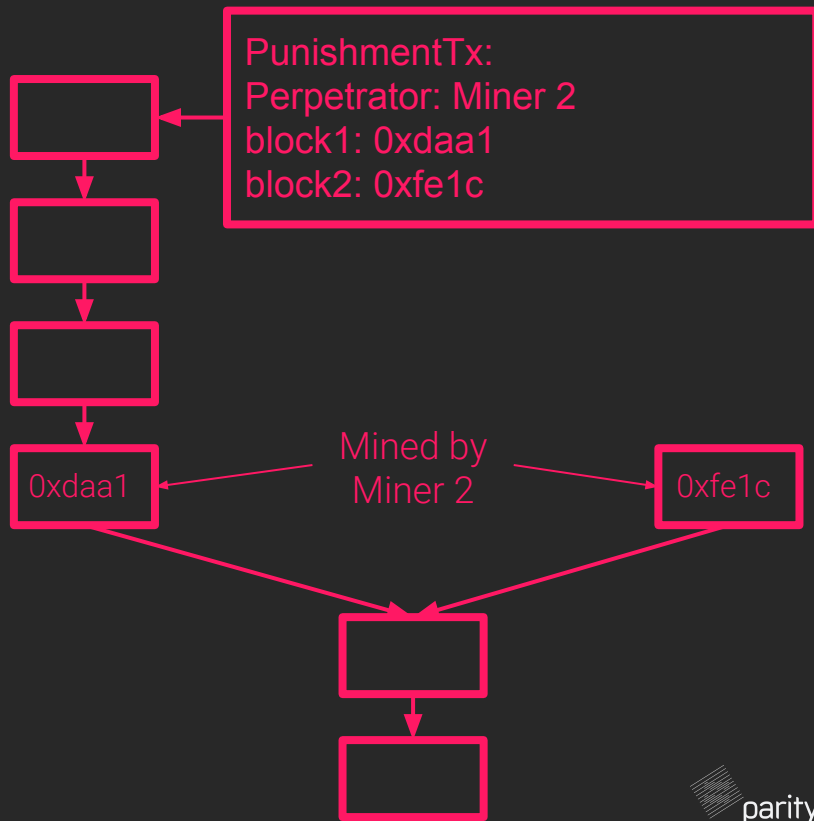 PunishmentTx:
Perpetrator: Miner 2
block1: 0xdaa1
block2: 0xfe1c
Mined by
Miner 2
0xdaa1
0xfe1c
parity